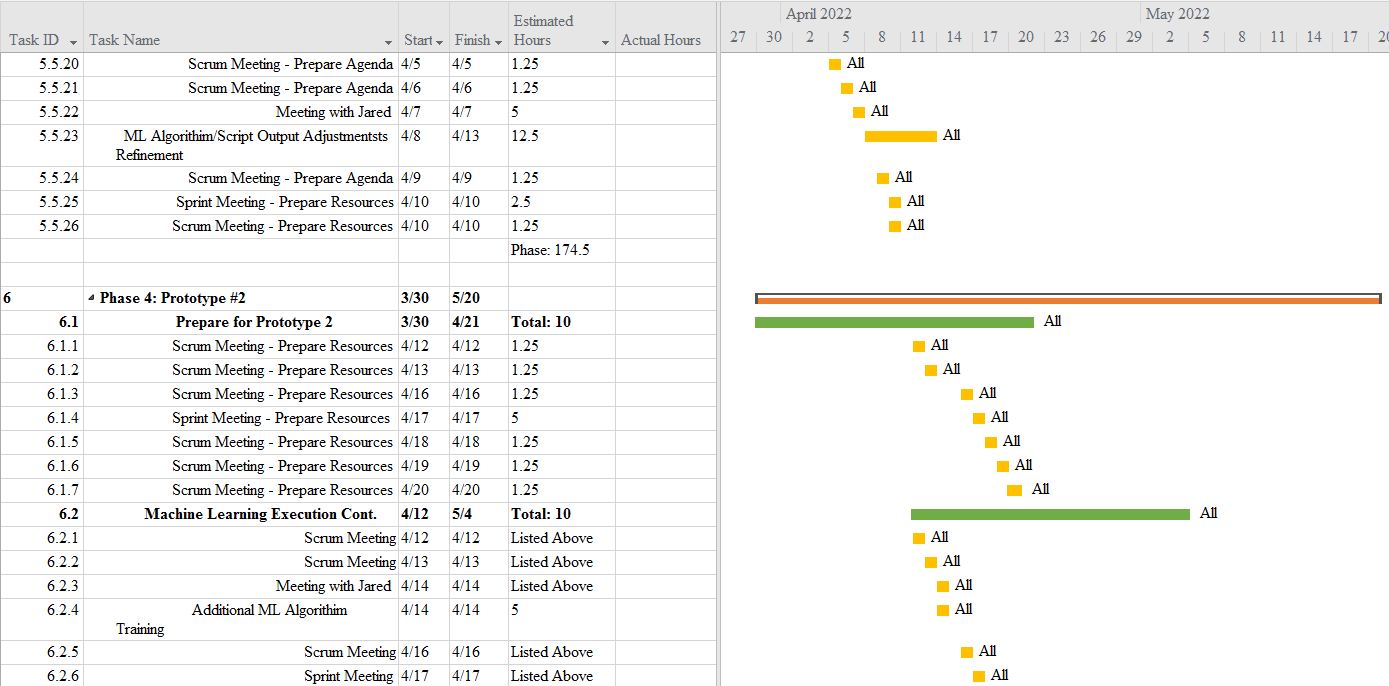 April 2022 May 2022
Estimated
Task ID Task Name Start Finish Hours Actual Hours 27 30 2 5 8 11 14 17 20 23 26 29 2 5 8 11 14 17 20
5.5.20 Scrum Meeting - Prepare Agenda 4/5 4/5 1.25 All
5.5.21 Scrum Meeting - Prepare Agenda 4/6 4/6 1.25 All
5.5.22 Meeting with Jared 4/7 4/7 5 All
5.5.23 ML Algorithim/Script Output Adjustmentsts 4/8 4/13 12.5 All
Refinement
5.5.24 Scrum Meeting - Prepare Agenda 4/9 4/9 1.25 All
5.5.25 Sprint Meeting - Prepare Resources 4/10 4/10 2.5 All
5.5.26 Scrum Meeting - Prepare Resources 4/10 4/10 1.25 All
Phase: 174.5
6 Phase 4: Prototype #2 3/30 5/20
6.1 Prepare for Prototype 2 3/30 4/21 Total: 10 All
6.1.1 Scrum Meeting - Prepare Resources 4/12 4/12 1.25 All
6.1.2 Scrum Meeting - Prepare Resources 4/13 4/13 1.25 All
6.1.3 Scrum Meeting - Prepare Resources 4/16 4/16 1.25 All
6.1.4 Sprint Meeting - Prepare Resources 4/17 4/17 5 All
6.1.5 Scrum Meeting - Prepare Resources 4/18 4/18 1.25 All
6.1.6 Scrum Meeting - Prepare Resources 4/19 4/19 1.25 All
6.1.7 Scrum Meeting - Prepare Resources 4/20 4/20 1.25 All
6.2 Machine Learning Execution Cont. 4/12 5/4 Total: 10 All
6.2.1 Scrum Meeting 4/12 4/12 Listed Above All
6.2.2 Scrum Meeting 4/13 4/13 Listed Above All
6.2.3 Meeting with Jared 4/14 4/14 Listed Above All
6.2.4 Additional ML Algorithim 4/14 4/14 5 All
Training
6.2.5 Scrum Meeting 4/16 4/16 Listed Above All
6.2.6 Sprint Meeting 4/17 4/17 Listed Above All